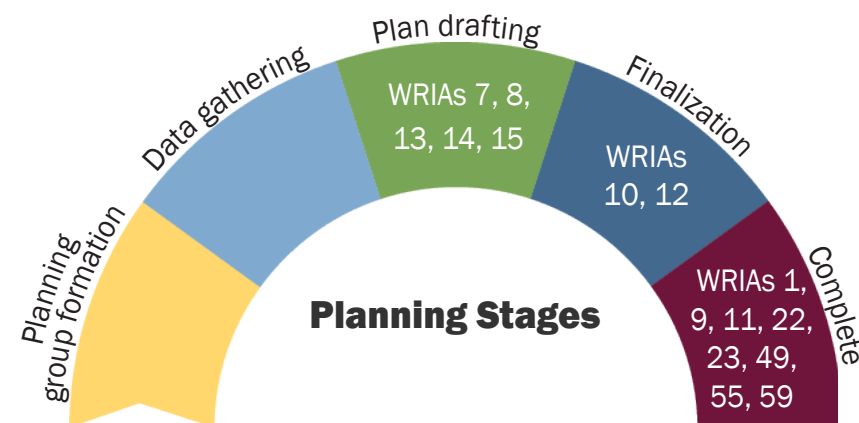 Planning
group formation
Data gathering
Plan drafting
WRIAs 7, 8,
13, 14, 15
Finalization
WRIAs
10, 12
Complete
WRIAs 1,
9, 11, 22,
23, 49,
55, 59
Planning Stages